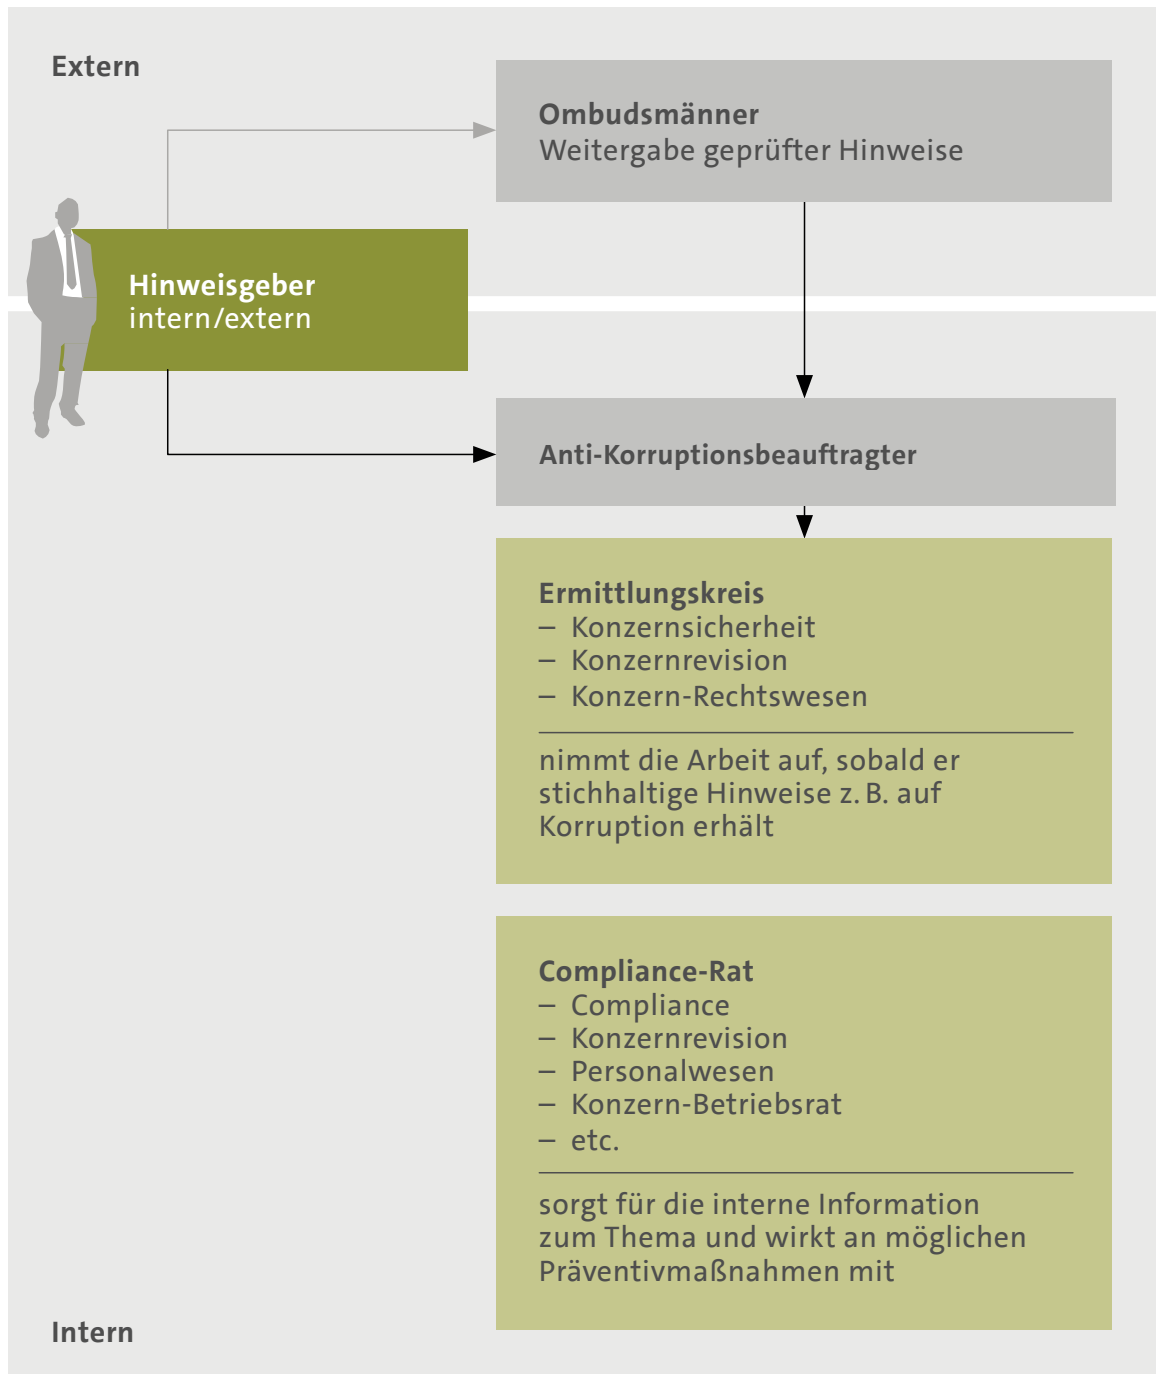 Extern
Ombudsmänner
Weitergabe geprüfter Hinweise
Hinweisgeber
intern/extern
Anti-Korruptionsbeauftragter
Ermittlungskreis
– Konzernsicherheit
– Konzernrevision
– Konzern-Rechtswesen
nimmt die Arbeit auf, sobald er
stichhaltige Hinweise z. B. auf
Korruption erhält
Compliance-Rat
– Compliance
– Konzernrevision
– Personalwesen
– Konzern-Betriebsrat
– etc.
sorgt für die interne Information
zum Thema und wirkt an möglichen
Präventivmaßnahmen mit
Intern